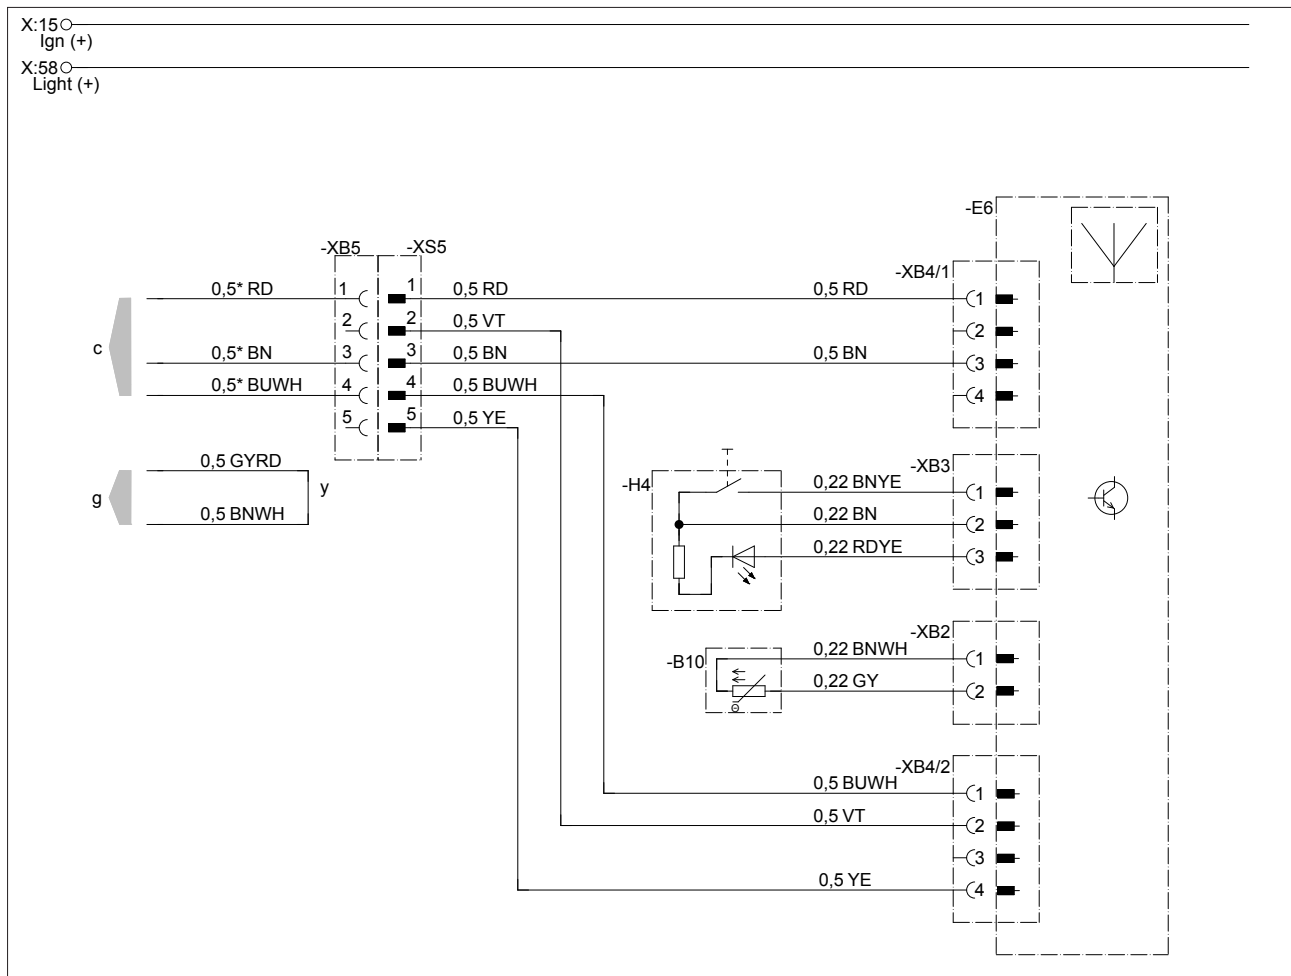 X:15
Ign (+)
X:58
Light (+)
-E6
-XB5 -XS5
-XB4/1
0,5* RD 1 1 0,5 RD 0,5 RD 1
2 2 0,5 VT 2
c
0,5* BN 3 3 0,5 BN 0,5 BN 3
0,5* BUWH 4 4 0,5 BUWH 4
5 5 0,5 YE
0,5 GYRD
-XB3
y
-H4
0,22 BNYE 1
g
0,5 BNWH
0,22 BN 2
0,22 RDYE 3
-XB2
-B10
0,22 BNWH 1
0,22 GY 2
Θ
-XB4/2
0,5 BUWH 1
0,5 VT 2
3
0,5 YE 4